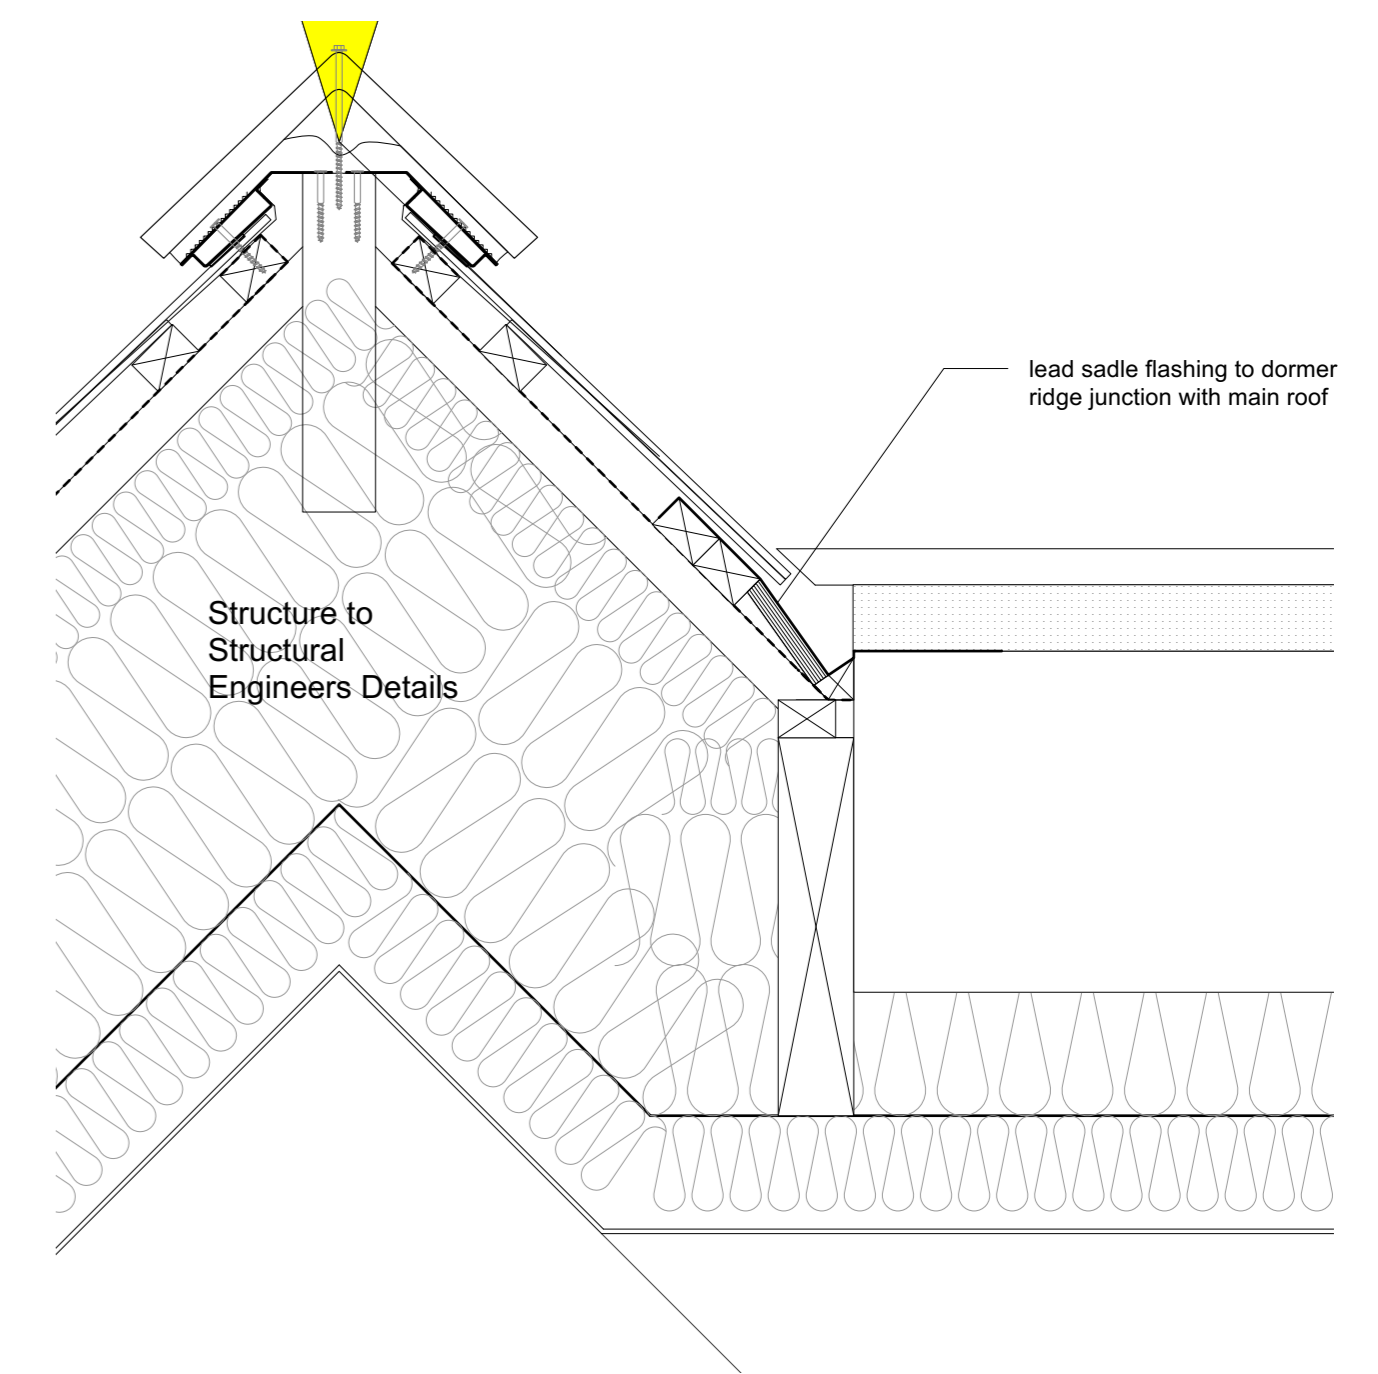 lead sadle flashing to dormer
ridge junction with main roof
Structure to
Structural
Engineers Details